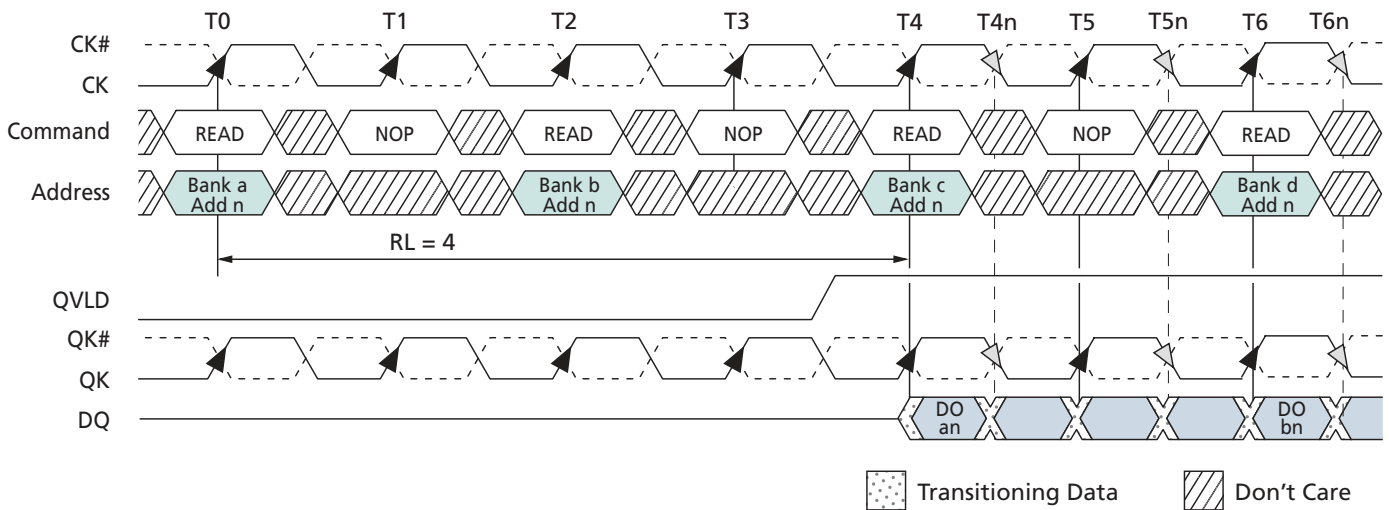 T0 T1 T2 T3 T4 T4n T5 T5n T6 T6n
CK#
CK
Command READ NOP READ NOP READ NOP READ
Address Bank a Add n Bank b Add n Bank c Add n Bank d Add n
RL = 4
QVLD
QK#
QK
DQ DO an DO bn
Transitioning Data Don't Care